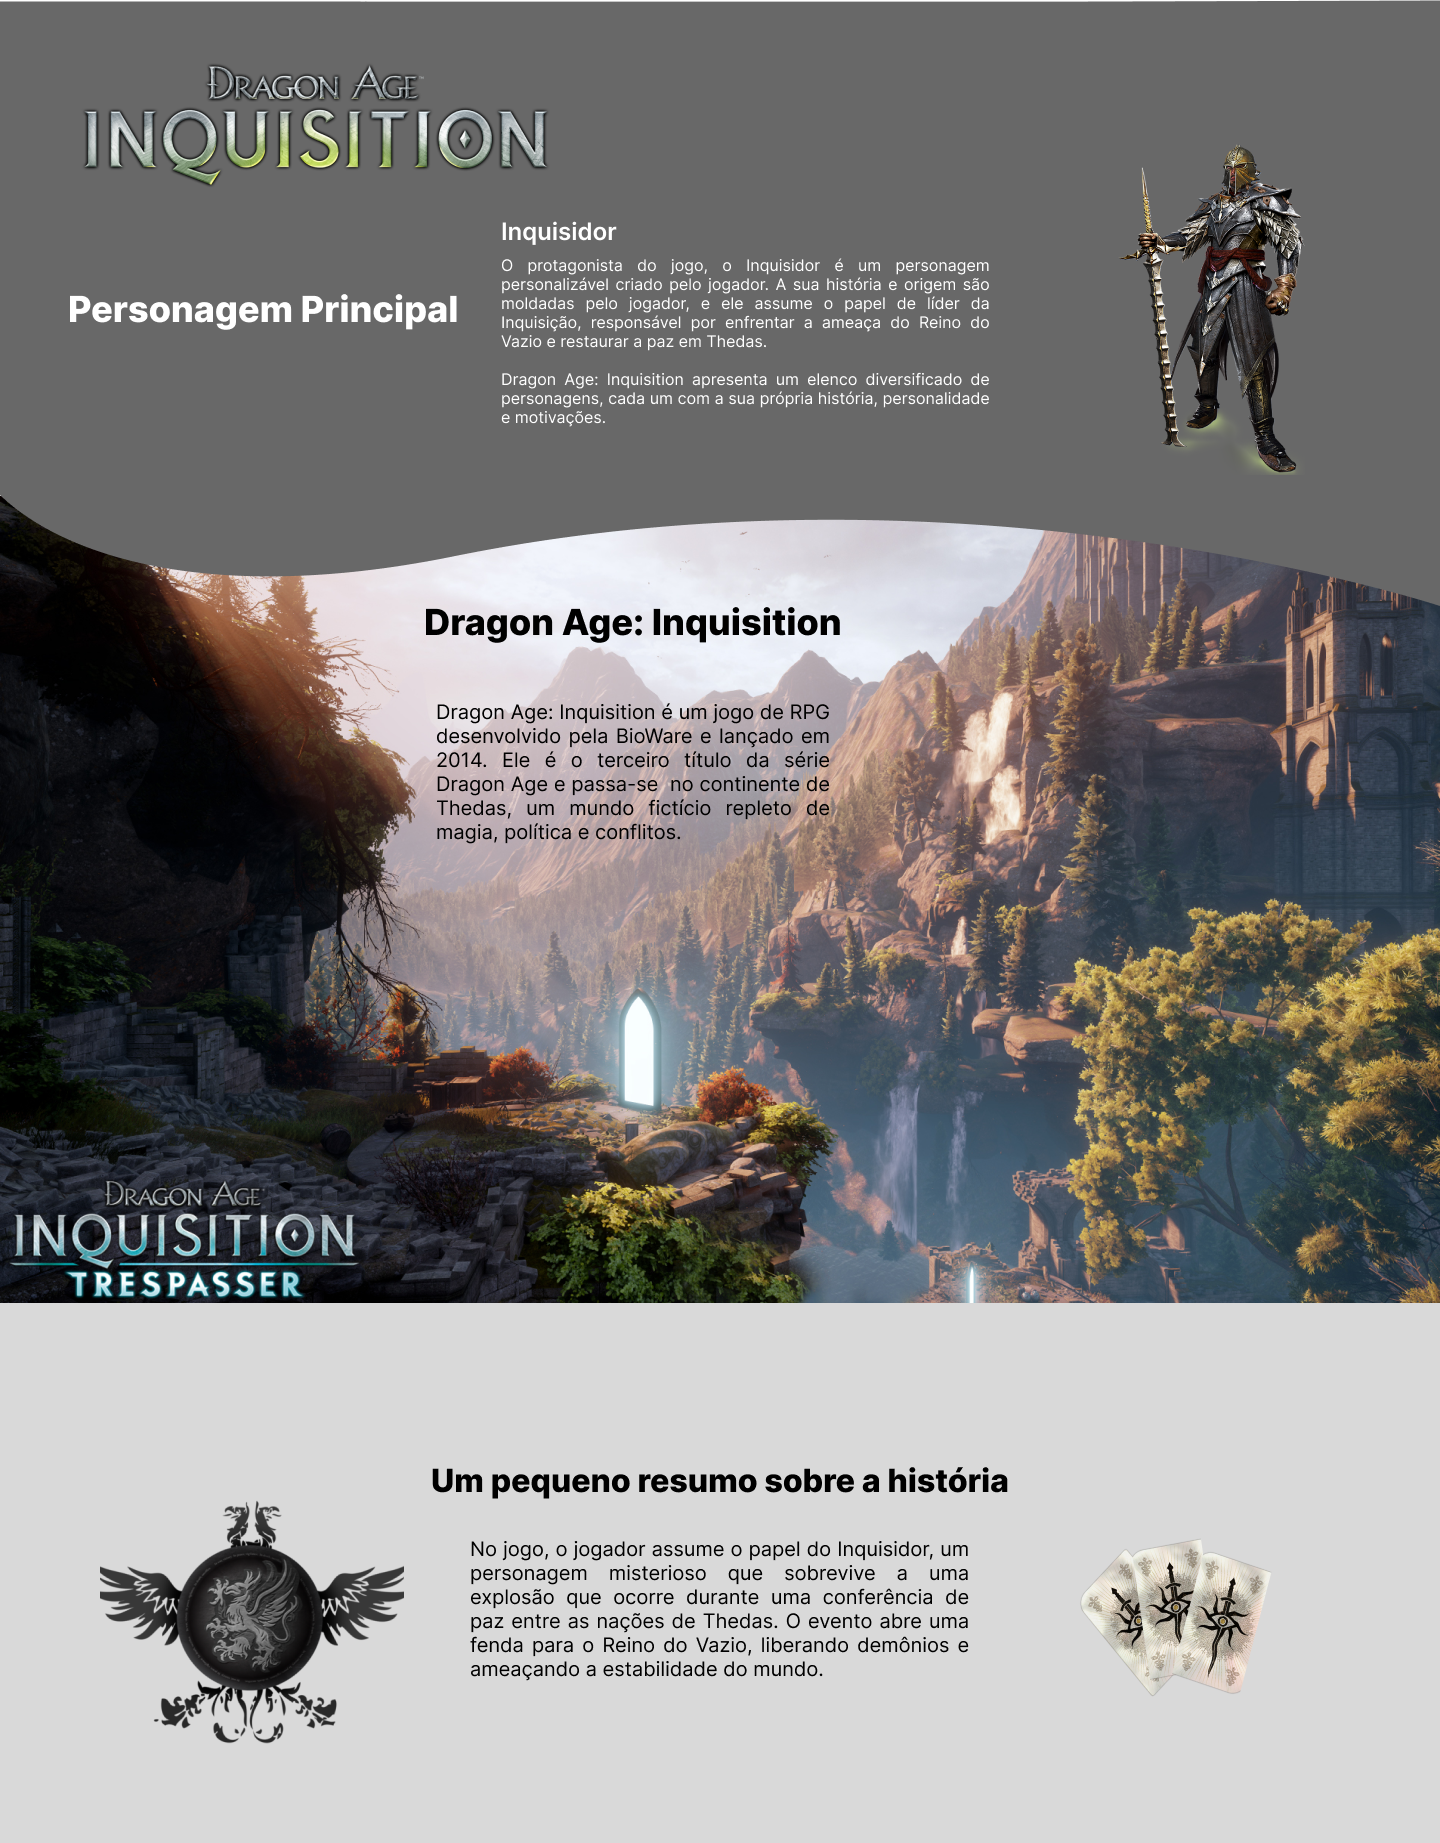 DRAGON AGE™
INQUISITION
Personagem Principal
Inquisidor
O protagonista do jogo, o Inquisidor é um personagem
personalizável criado pelo jogador. A sua história e origem são
moldadas pelo jogador, e ele assume o papel de líder da
Inquisição, responsável por enfrentar a ameaça do Reino do
Vazio e restaurar a paz em Thedas.
Dragon Age: Inquisition apresenta um elenco diversificado de
personagens, cada um com a sua própria história, personalidade
e motivações.
Dragon Age: Inquisition
Dragon Age: Inquisition é um jogo de RPG
desenvolvido pela BioWare e lançado em
2014. Ele é o terceiro título da série
Dragon Age e passa-se no continente de
Thedas, um mundo fictício repleto de
magia, política e conflitos.
DRAGON AGE
INQUISITION
TRESPASSER
Um pequeno resumo sobre a história
No jogo, o jogador assume o papel do Inquisidor, um
personagem misterioso que sobrevive a uma
explosão que ocorre durante uma conferência de
paz entre as nações de Thedas. O evento abre uma
fenda para o Reino do Vazio, liberando demônios e
ameaçando a estabilidade do mundo.